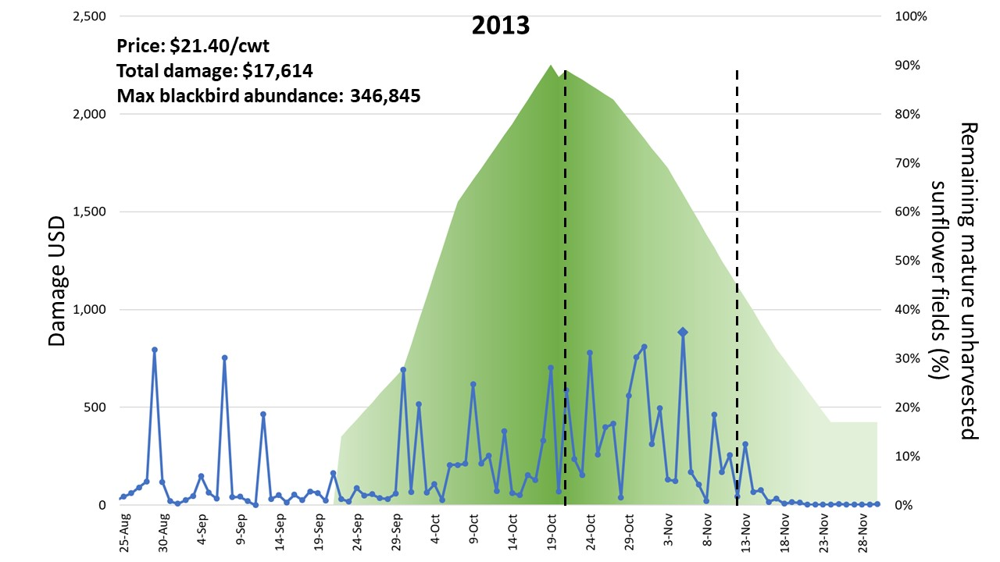 2013
Price: $21.40/cwt
Total damage: $17,614
Max blackbird abundance: 346,845
Damage USD
2,500
2,000
1,500
1,000
500
0
100%
90%
80%
70%
60%
50%
40%
30%
20%
10%
0%
Remaining mature unharvested
sunflower fields (%)
25-Aug
30-Aug
4-Sep
9-Sep
14-Sep
19-Sep
24-Sep
29-Sep
4-Oct
9-Oct
14-Oct
19-Oct
24-Oct
29-Oct
3-Nov
8-Nov
13-Nov
18-Nov
23-Nov
28-Nov